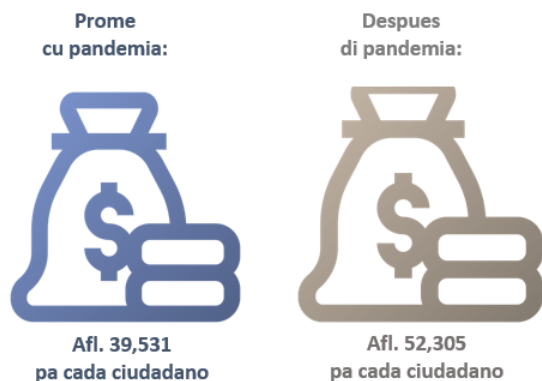 Prome
cu pandemia:
Despues
di pandemia:
$
$
Afl. 39,531
pa cada ciudadano
Afl. 52,305
pa cada ciudadano